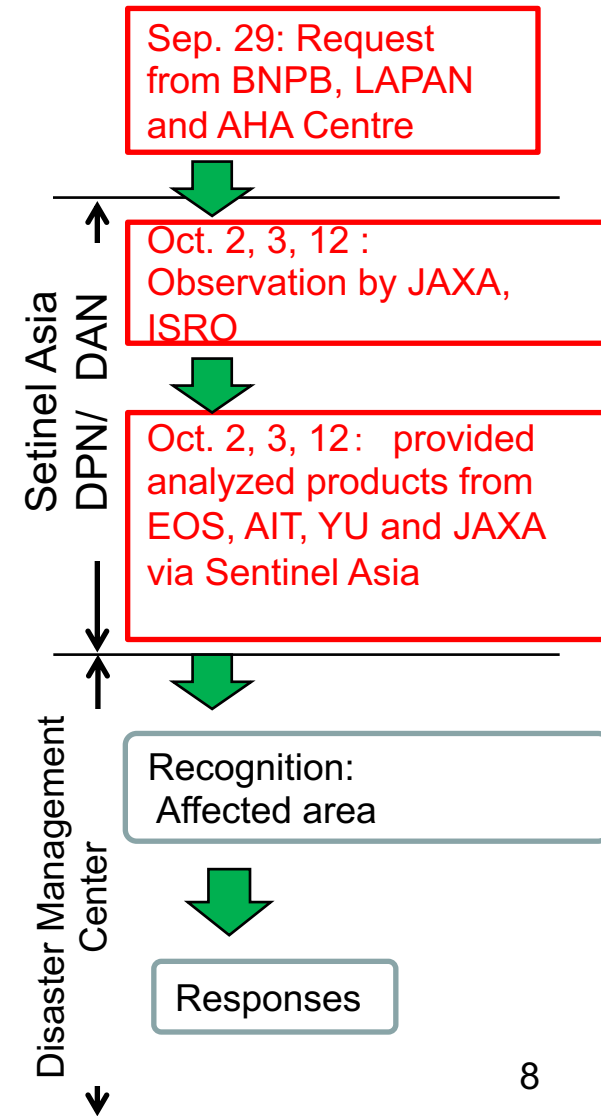 Sep. 29: Request
from BNPB, LAPAN
and AHA Centre
Setinel Asia
DPN/ DAN
Oct. 2, 3, 12 :
Observation by JAXA,
ISRO
Oct. 2, 3, 12： provided
analyzed products from
EOS, AIT, YU and JAXA
via Sentinel Asia
Disaster Management
Center
Recognition:
Affected area
Responses
8